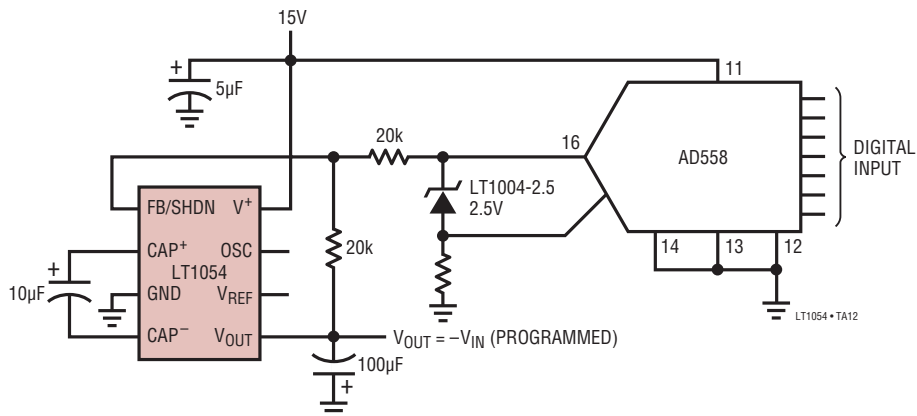 15V
+
5µF
11
20k
16
AD558
DIGITAL
INPUT
LT1004-2.5
2.5V
FB/SHDN
V+
CAP+
OSC
LT1054
20k
+
10µF
GND
VREF
CAP−
VOUT
14
13
12
LT1054 • TA12
VOUT = –VIN (PROGRAMMED)
100µF
+